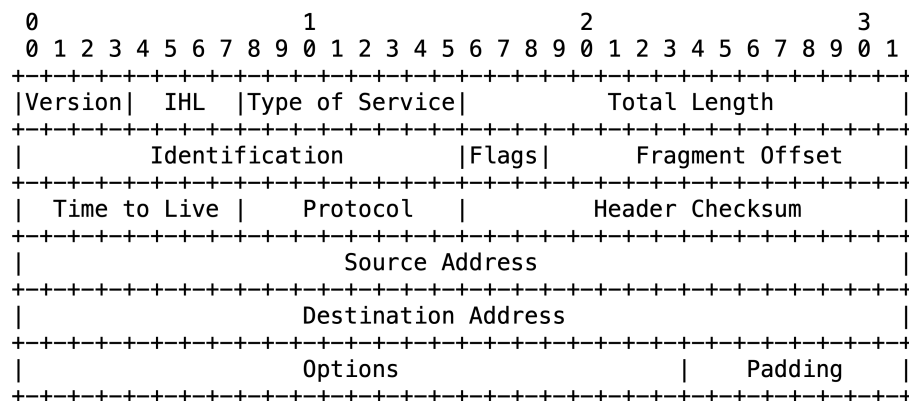 0                   1                   2                   3
 0 1 2 3 4 5 6 7 8 9 0 1 2 3 4 5 6 7 8 9 0 1 2 3 4 5 6 7 8 9 0 1
+-+-+-+-+-+-+-+-+-+-+-+-+-+-+-+-+-+-+-+-+-+-+-+-+-+-+-+-+-+-+-+-+
|Version|  IHL  |Type of Service|          Total Length         |
+-+-+-+-+-+-+-+-+-+-+-+-+-+-+-+-+-+-+-+-+-+-+-+-+-+-+-+-+-+-+-+-+
|         Identification        |Flags|      Fragment Offset    |
+-+-+-+-+-+-+-+-+-+-+-+-+-+-+-+-+-+-+-+-+-+-+-+-+-+-+-+-+-+-+-+-+
|  Time to Live |    Protocol   |         Header Checksum       |
+-+-+-+-+-+-+-+-+-+-+-+-+-+-+-+-+-+-+-+-+-+-+-+-+-+-+-+-+-+-+-+-+
|                       Source Address                          |
+-+-+-+-+-+-+-+-+-+-+-+-+-+-+-+-+-+-+-+-+-+-+-+-+-+-+-+-+-+-+-+-+
|                    Destination Address                        |
+-+-+-+-+-+-+-+-+-+-+-+-+-+-+-+-+-+-+-+-+-+-+-+-+-+-+-+-+-+-+-+-+
|                    Options                    |    Padding    |
+-+-+-+-+-+-+-+-+-+-+-+-+-+-+-+-+-+-+-+-+-+-+-+-+-+-+-+-+-+-+-+-+